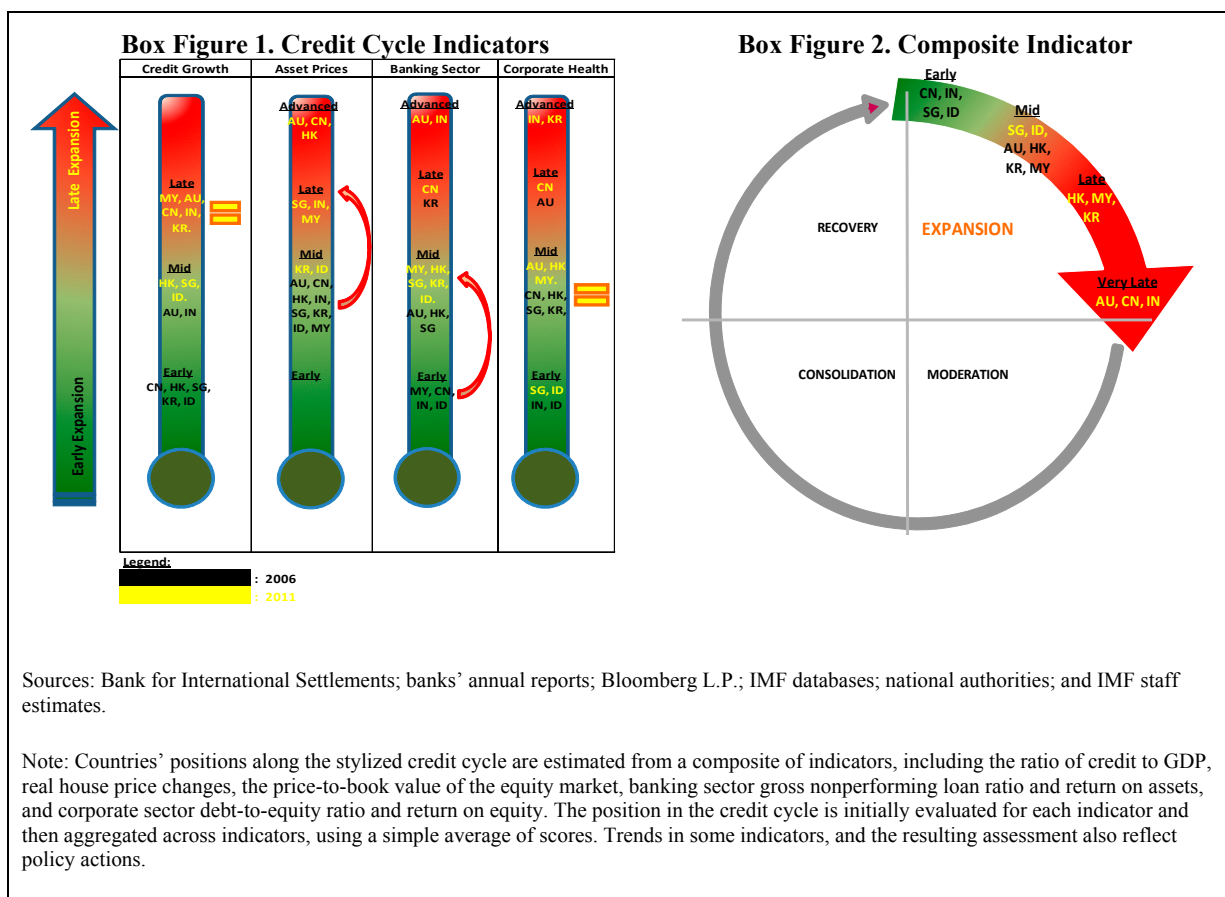 Box Figure 1. Credit Cycle Indicators
Credit Growth
Asset Prices
Banking Sector
Corporate Health
Late Expansion
Early Expansion
Late
MY, AU,
CN, IN,
KR.
Mid
HK, SG,
ID.
AU, IN
Early
CN, HK, SG,
KR, ID
Advanced
AU, CN,
HK
Late
SG, IN,
MY
Mid
KR, ID
AU, CN,
HK, IN,
SG, KR,
ID, MY
Early
Advanced
AU, IN
Late
CN
KR
Mid
MY, HK,
SG, KR,
ID.
AU, HK,
SG
Early
MY, CN,
IN, ID
Advanced
IN, KR
Late
CN
AU
Mid
AU, HK
MY.
CN, HK,
SG, KR,
Early
SG, ID
IN, ID
Legend:
: 2006
: 2011
Box Figure 2. Composite Indicator
Early
CN, IN,
SG, ID
Mid
SG, ID,
AU, HK,
KR, MY
Late
HK, MY,
KR
Very Late
AU, CN, IN
RECOVERY
EXPANSION
CONSOLIDATION
MODERATION
Sources: Bank for International Settlements; banks’ annual reports; Bloomberg L.P.; IMF databases; national authorities; and IMF staff
estimates.
Note: Countries’ positions along the stylized credit cycle are estimated from a composite of indicators, including the ratio of credit to GDP,
real house price changes, the price-to-book value of the equity market, banking sector gross nonperforming loan ratio and return on assets,
and corporate sector debt-to-equity ratio and return on equity. The position in the credit cycle is initially evaluated for each indicator and
then aggregated across indicators, using a simple average of scores. Trends in some indicators, and the resulting assessment also reflect
policy actions.